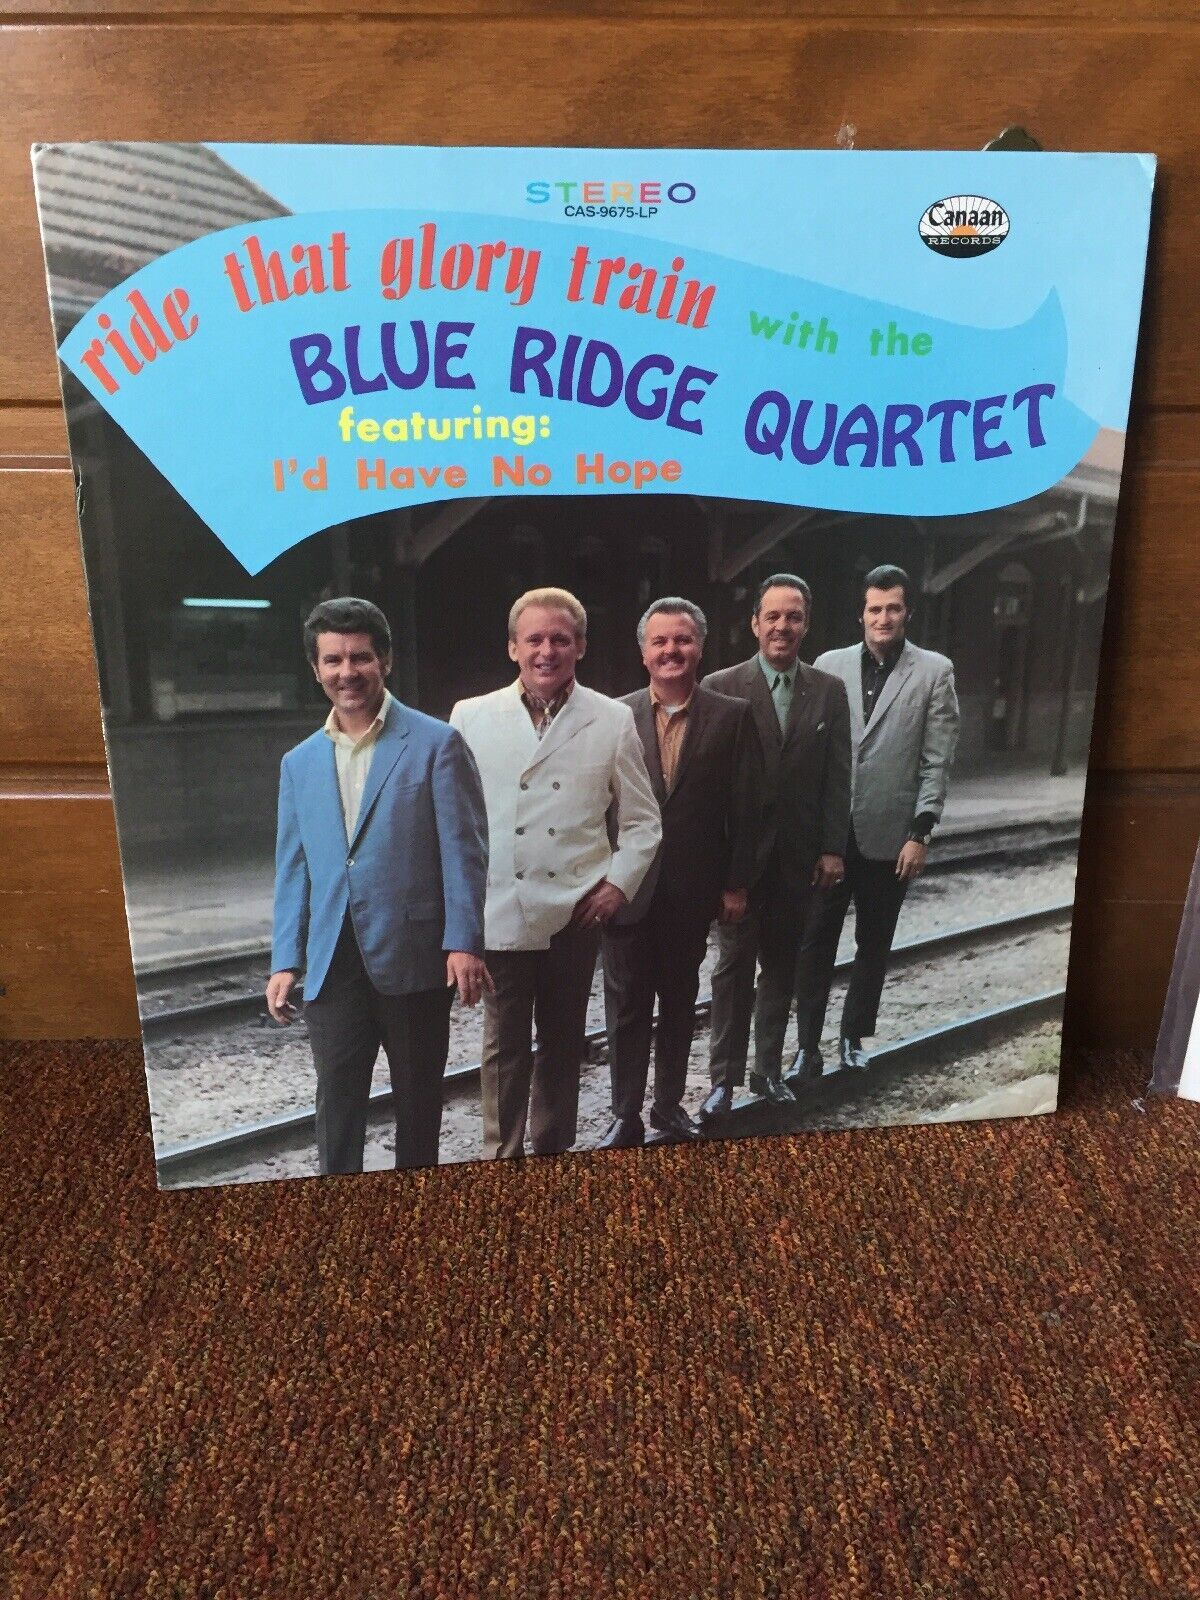 STEREO
CAS-9675-LP
Canaan
RECORDS
ride that glory train
with the
BLUE RIDGE QUARTET
featuring:
I'd Have No Hope